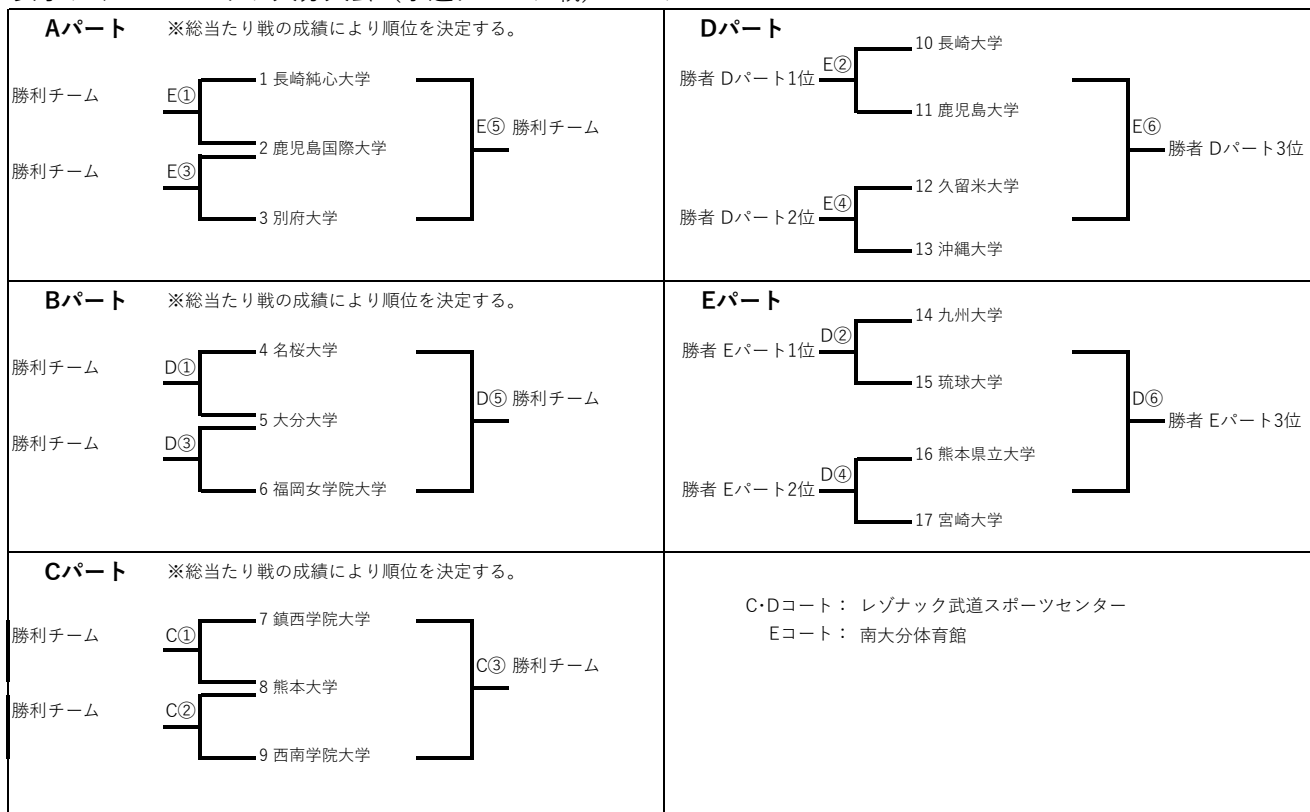 Aパート ※総当たり戦の成績により順位を決定する。
1 長崎純心大学
勝利チーム E①
E⑤ 勝利チーム
2 鹿児島国際大学
勝利チーム E③
3 別府大学
Dパート
10 長崎大学
勝者 Dパート1位 E②
11 鹿児島大学
E⑥
勝者 Dパート3位
12 久留米大学
勝者 Dパート2位 E④
13 沖縄大学
Bパート ※総当たり戦の成績により順位を決定する。
4 名桜大学
勝利チーム D①
D⑤ 勝利チーム
5 大分大学
勝利チーム D③
6 福岡女学院大学
Eパート
14 九州大学
勝者 Eパート1位 D②
15 琉球大学
D⑥
勝者 Eパート3位
16 熊本県立大学
勝者 Eパート2位 D④
17 宮崎大学
Cパート ※総当たり戦の成績により順位を決定する。
7 鎮西学院大学
勝利チーム C①
C③ 勝利チーム
8 熊本大学
勝利チーム C②
9 西南学院大学
C・Dコート： レゾナック武道スポーツセンター
Eコート： 南大分体育館